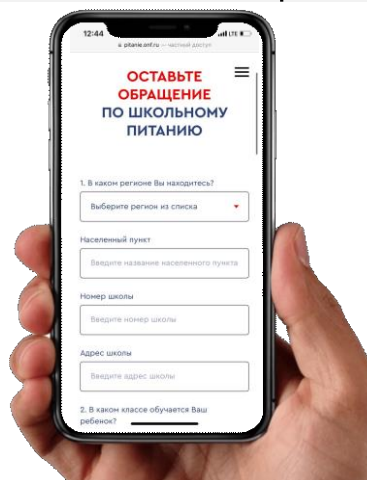 12:44
LTE
pitanie.onf.ru — частный доступ
ОСТАВЬТЕ
ОБРАЩЕНИЕ
ПО ШКОЛЬНОМУ
ПИТАНИЮ
1. В каком регионе Вы находитесь?
Выберите регион из списка
Населенный пункт
Введите название населенного пункта
Номер школы
Введите номер школы
Адрес школы
Введите адрес школы
2. В каком классе обучается Ваш
ребенок?